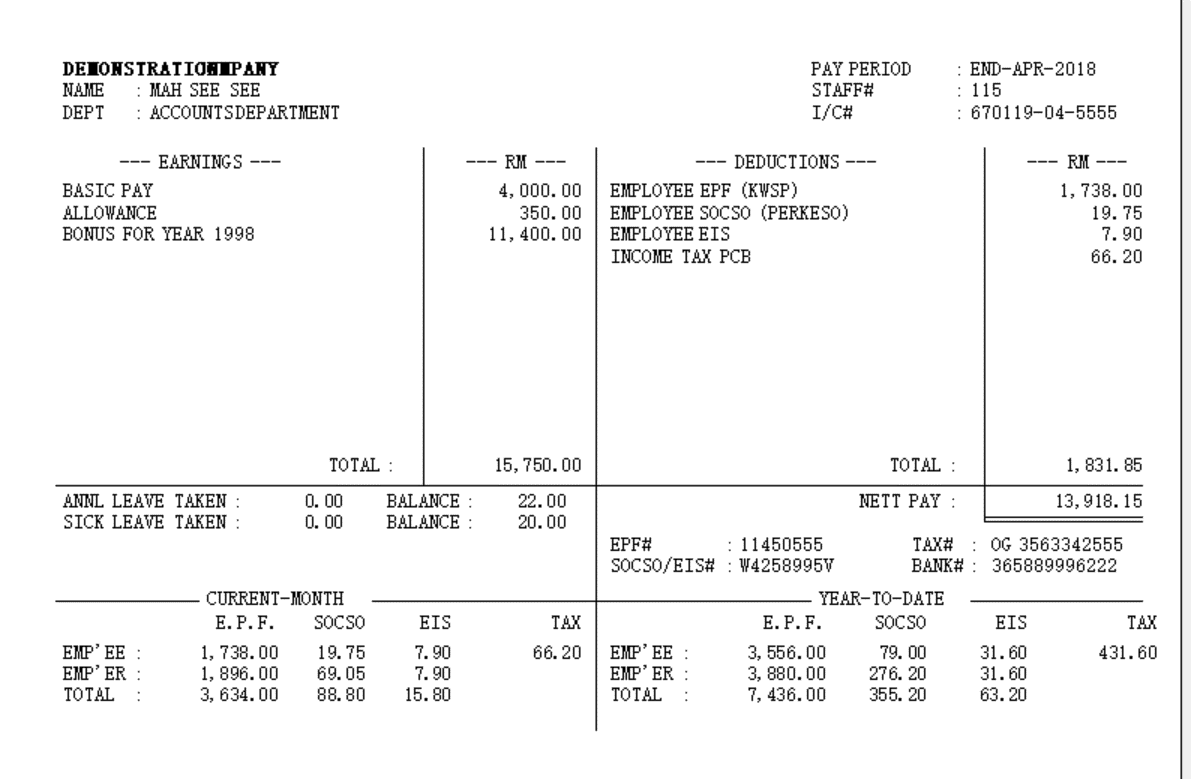 DEMONSTRATION
NAME : MAH SEE SEE
DEPT : ACCOUNTSDEPARTMENT
PAY PERIOD : END-APR-2018
STAFF# : 115
I/C# : 670119-04-5555
--- EARNINGS --- --- RM --- --- DEDUCTIONS --- --- RM ---
BASIC PAY 4,000.00 EMPLOYEE EPF (KWSP) 1,738.00
ALLOWANCE 350.00 EMPLOYEE SOCSO (PERKESO) 19.75
BONUS FOR YEAR 1998 11,400.00 EMPLOYEE EIS 7.90
INCOME TAX PCB 66.20
TOTAL : 15,750.00 TOTAL : 1,831.85
ANNL LEAVE TAKEN : 0.00 BALANCE : 22.00 NETT PAY : 13,918.15
SICK LEAVE TAKEN : 0.00 BALANCE : 20.00
EPF# : 11450555 TAX# : OG 3563342555
SOCSO/EIS# : W4258995V BANK# : 365889996222
CURRENT-MONTH YEAR-TO-DATE
E.P.F. SOCSO EIS TAX E.P.F. SOCSO EIS TAX
EMP'EE : 1,738.00 19.75 7.90 66.20 EMP'EE : 3,556.00 79.00 31.60 431.60
EMP'ER : 1,896.00 69.05 7.90 EMP'ER : 3,880.00 276.20 31.60
TOTAL : 3,634.00 88.80 15.80 TOTAL : 7,436.00 355.20 63.20